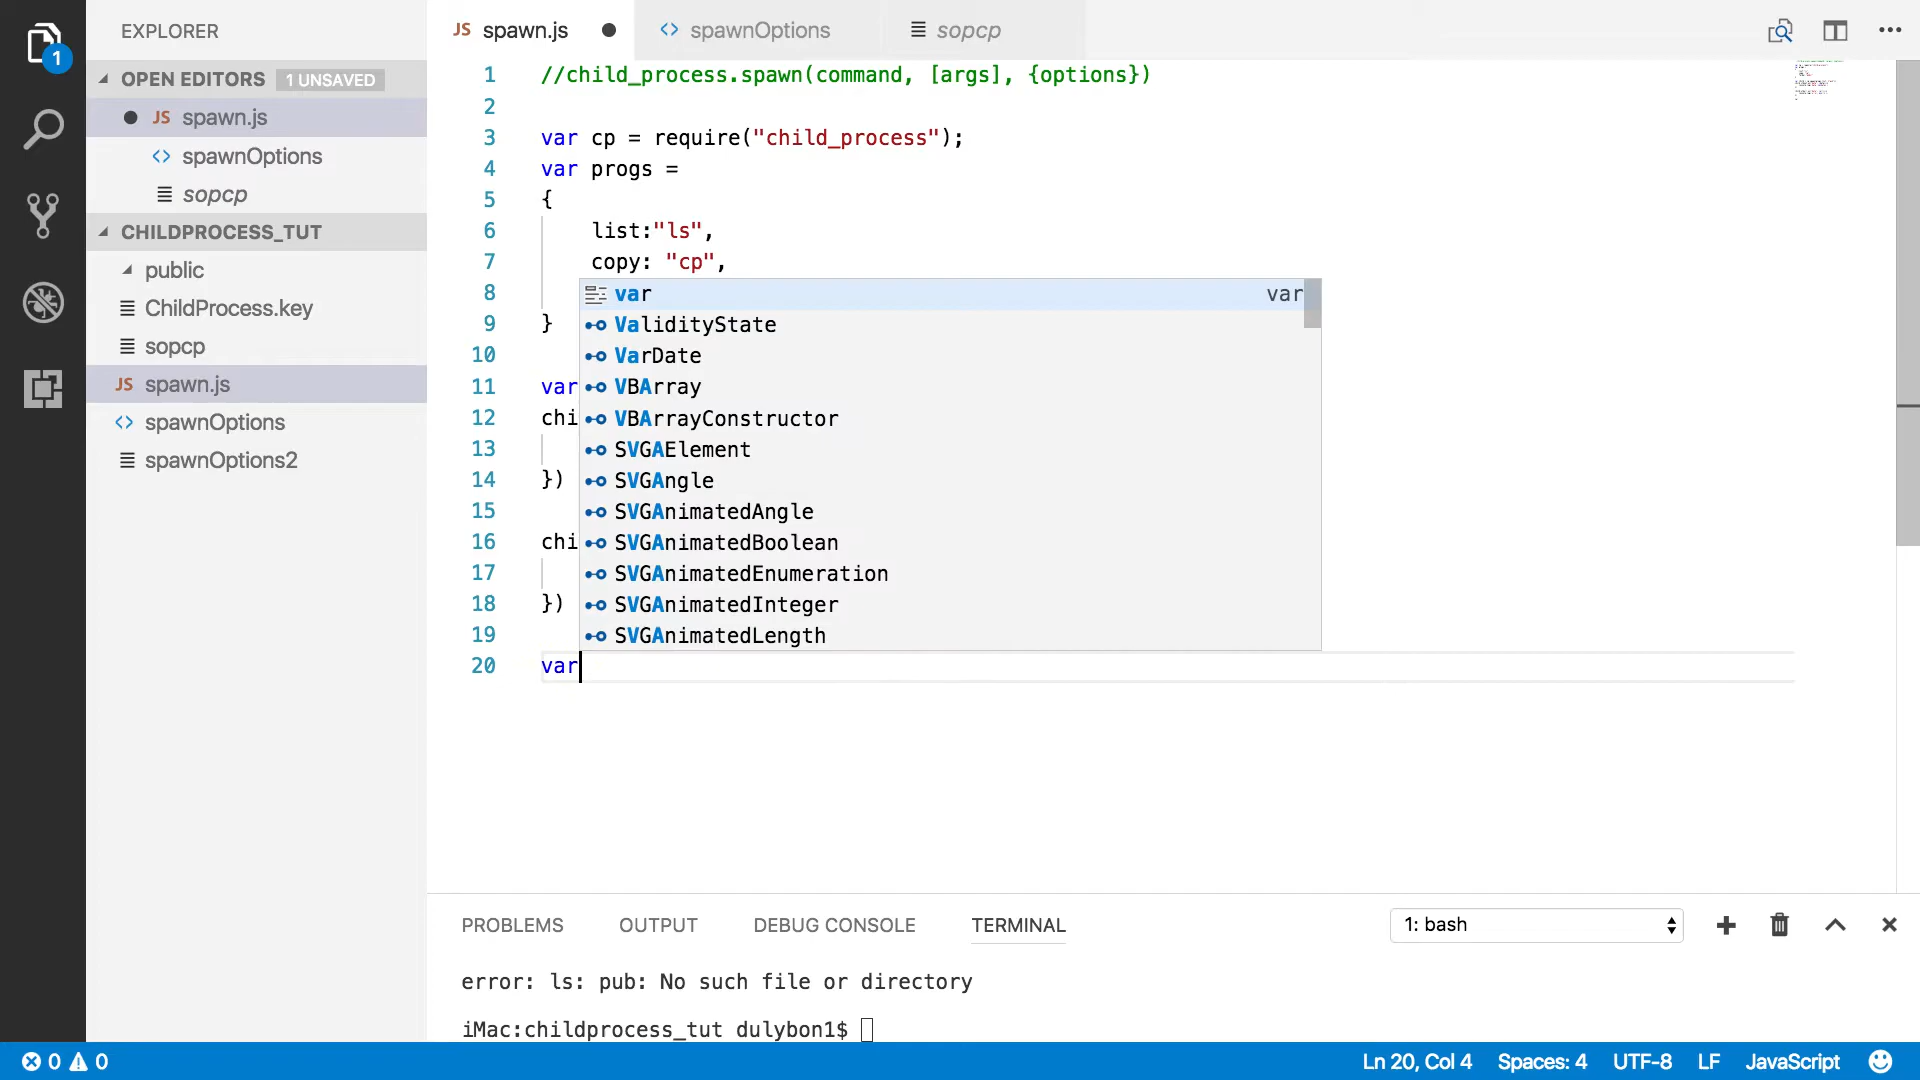 EXPLORER
OPEN EDITORS 1 UNSAVED
JS spawn.js
<> spawnOptions
sopcp
CHILDPROCESS_TUT
public
ChildProcess.key
sopcp
JS spawn.js
<> spawnOptions
spawnOptions2
1
JS spawn.js
<> spawnOptions
sopcp
1 //child_process.spawn(command, [args], {options})
2
3 var cp = require("child_process");
4 var progs =
5 {
6 list:"ls",
7 copy: "cp",
8
9 }
10
11 var
12 chi
13
14 })
15
16 chi
17
18 })
19
20 var
var var
ValidityState
VarDate
VBArray
VBArrayConstructor
SVGAElement
SVGAngle
SVGAnimatedAngle
SVGAnimatedBoolean
SVGAnimatedEnumeration
SVGAnimatedInteger
SVGAnimatedLength
PROBLEMS OUTPUT DEBUG CONSOLE TERMINAL 1: bash
error: ls: pub: No such file or directory
iMac:childprocess_tut dulybon1$
0 0 Ln 20, Col 4 Spaces: 4 UTF-8 LF JavaScript